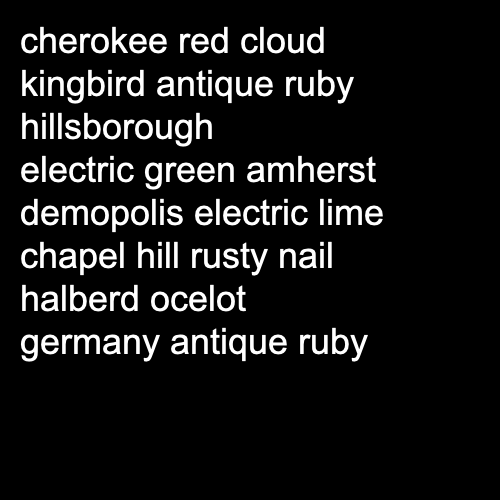 cherokee red cloud
kingbird antique ruby
hillsborough
electric green amherst
demopolis electric lime
chapel hill rusty nail
halberd ocelot
germany antique ruby